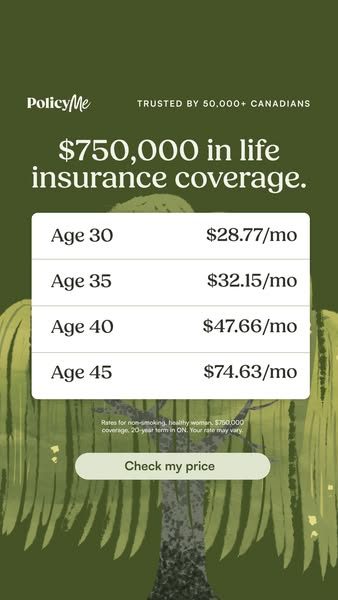 PolicyMe
TRUSTED BY 50,000+ CANADIANS
$750,000 in life
insurance coverage.
Age 30 $28.77/mo
Age 35 $32.15/mo
Age 40 $47.66/mo
Age 45 $74.63/mo
Rates for non-smoking, healthy woman, $750,000
coverage, 20-year term in ON. Your rate may vary.
Check my price